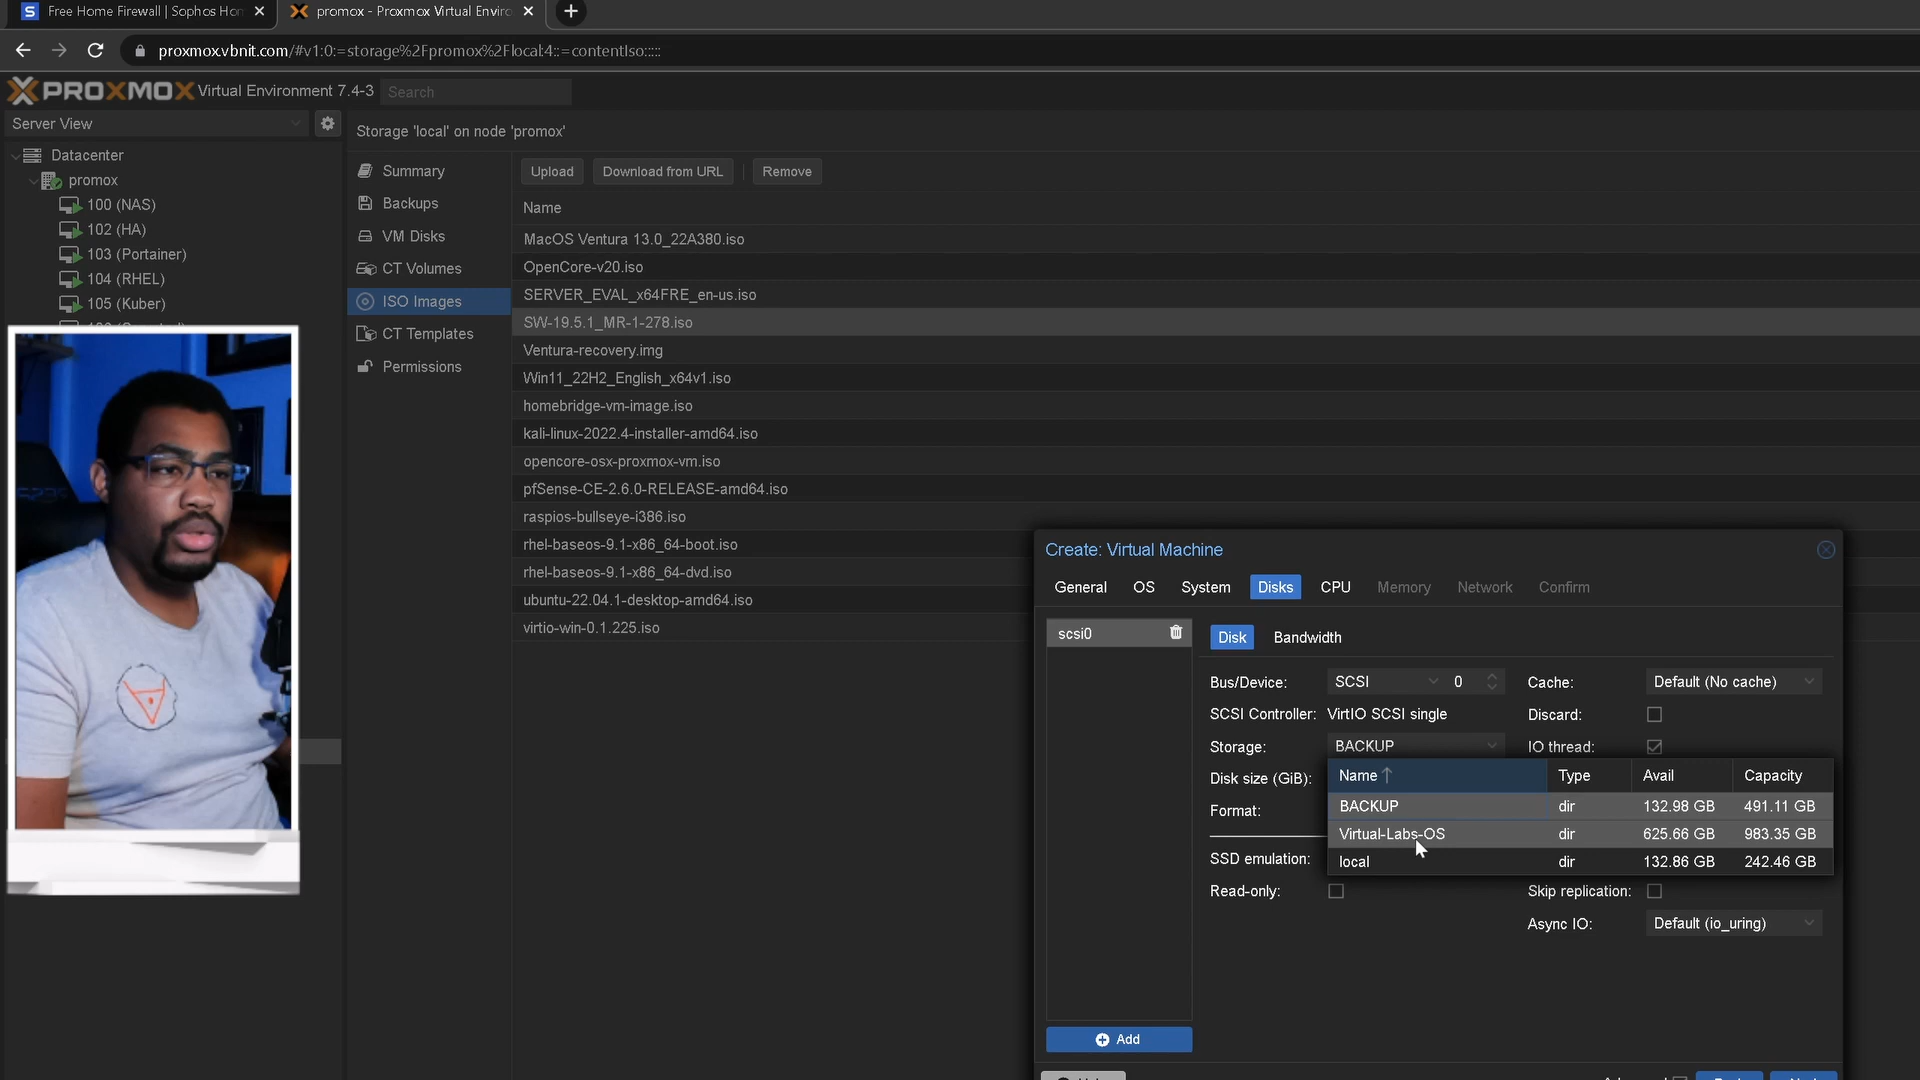 Free Home Firewall | Sophos Hom
promox - Proxmox Virtual Enviro
proxmox.vbnit.com/#v1:0:=storage%2Fpromox%2Flocal:4::=contentIso:::::
PROXMOX Virtual Environment 7.4-3 Search
Server View
Storage 'local' on node 'promox'
Datacenter
promox
100 (NAS)
102 (HA)
103 (Portainer)
104 (RHEL)
105 (Kuber)
Summary
Backups
VM Disks
CT Volumes
ISO Images
CT Templates
Permissions
Upload Download from URL Remove
Name
MacOS Ventura 13.0_22A380.iso
OpenCore-v20.iso
SERVER_EVAL_x64FRE_en-us.iso
SW-19.5.1_MR-1-278.iso
Ventura-recovery.img
Win11_22H2_English_x64v1.iso
homebridge-vm-image.iso
kali-linux-2022.4-installer-amd64.iso
opencore-osx-proxmox-vm.iso
pfSense-CE-2.6.0-RELEASE-amd64.iso
raspios-bullseye-i386.iso
rhel-baseos-9.1-x86_64-boot.iso
rhel-baseos-9.1-x86_64-dvd.iso
ubuntu-22.04.1-desktop-amd64.iso
virtio-win-0.1.225.iso
Create: Virtual Machine
General OS System Disks CPU Memory Network Confirm
scsi0
Disk Bandwidth
Bus/Device: SCSI 0 Cache: Default (No cache)
SCSI Controller: VirtIO SCSI single Discard:
Storage: BACKUP IO thread:
Disk size (GiB):
Format:
Name Type Avail Capacity
BACKUP dir 132.98 GB 491.11 GB
Virtual-Labs-OS dir 625.66 GB 983.35 GB
local dir 132.86 GB 242.46 GB
SSD emulation:
Read-only: Skip replication:
Async IO: Default (io_uring)
Add